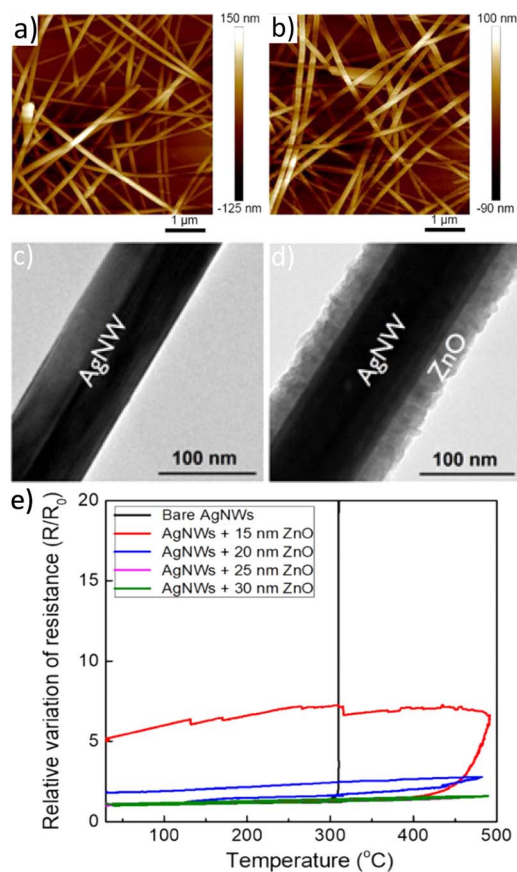 a)
150 nm
-125 nm
1 μm
b)
100 nm
-90 nm
1 μm
c)
AgNW
100 nm
d)
AgNW
ZnO
100 nm
e)
Relative variation of resistance (R/R₀)
20
15
10
5
0
Bare AgNWs
AgNWs + 15 nm ZnO
AgNWs + 20 nm ZnO
AgNWs + 25 nm ZnO
AgNWs + 30 nm ZnO
100
200
300
400
500
Temperature (°C)